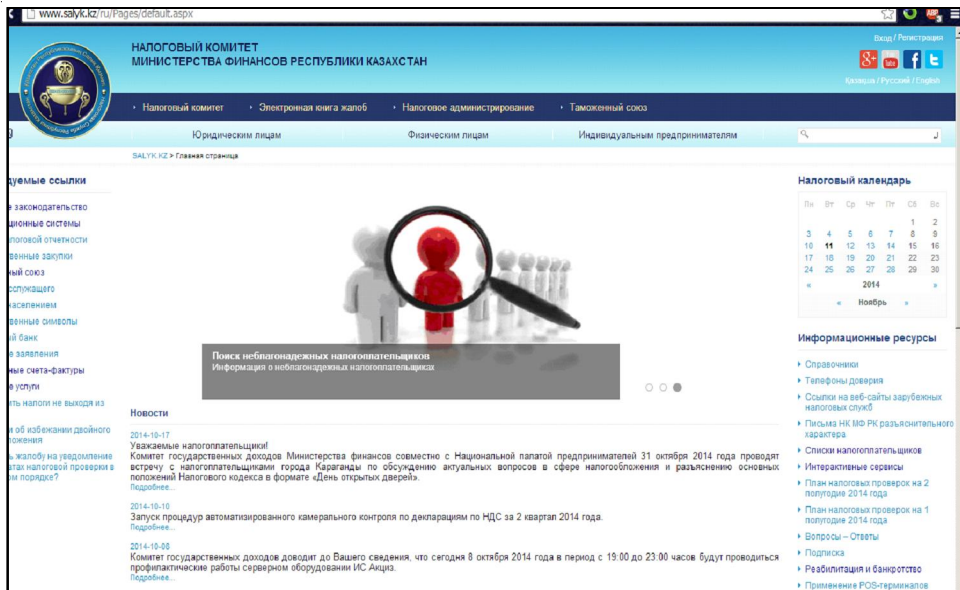 www.salyk.kz/ru/Pages/default.aspx
Вход / Регистрация
НАЛОГОВЫЙ КОМИТЕТ
МИНИСТЕРСТВА ФИНАНСОВ РЕСПУБЛИКИ КАЗАХСТАН
Қазақша / Русский / English
Налоговый комитет
Электронная книга жалоб
Налоговое администрирование
Таможенный союз
Юридическим лицам
Физическим лицам
Индивидуальным предпринимателям
SALYK.KZ > Главная страница
дуемые ссылки
е законодательство
ционные системы
логовой отчетности
венные закупки
ный союз
осслужащего
населением
венные символы
ый банк
е заявления
ные счета-фактуры
е услуги
ить налоги не выходя из
и об избежании двойного
ложения
ь жалобу на уведомление
атах налоговой проверки в
ом порядке?
Поиск неблагонадежных налогоплательщиков
Информация о неблагонадежных налогоплательщиках
Новости
2014-10-17
Уважаемые налогоплательщики!
Комитет государственных доходов Министерства финансов совместно с Национальной палатой предпринимателей 31 октября 2014 года проводят
встречу с налогоплательщиками города Караганды по обсуждению актуальных вопросов в сфере налогообложения и разъяснению основных
положений Налогового кодекса в формате «День открытых дверей».
Подробнее...
2014-10-10
Запуск процедур автоматизированного камерального контроля по декларациям по НДС за 2 квартал 2014 года.
Подробнее...
2014-10-08
Комитет государственных доходов доводит до Вашего сведения, что сегодня 8 октября 2014 года в период с 19:00 до 23:00 часов будут проводиться
профилактические работы серверном оборудовании ИС Акциз.
Подробнее...
Налоговый календарь
Пн Вт Ср Чт Пт Сб Вс
1 2
3 4 5 6 7 8 9
10 11 12 13 14 15 16
17 18 19 20 21 22 23
24 25 26 27 28 29 30
« 2014 »
« Ноябрь »
Информационные ресурсы
Справочники
Телефоны доверия
Ссылки на веб-сайты зарубежных
налоговых служб
Письма НК МФ РК разъяснительного
характера
Списки налогоплательщиков
Интерактивные сервисы
План налоговых проверок на 2
полугодие 2014 года
План налоговых проверок на 1
полугодие 2014 года
Вопросы – Ответы
Подписка
Реабилитация и банкротство
Применение POS-терминалов